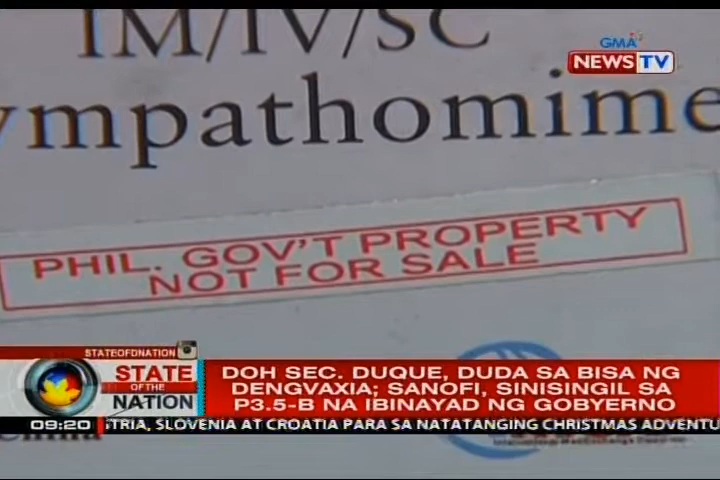 IM/IV/SC
GMA
NEWS TV
ympathomime
PHIL. GOV'T PROPERTY
NOT FOR SALE
STATEOFDNATION
STATE
OF THE
NATION
DOH SEC. DUQUE, DUDA SA BISA NG
DENGVAXIA; SANOFI, SINISINGIL SA
P3.5-B NA IBINAYAD NG GOBYERNO
09:20
STRIA, SLOVENIA AT CROATIA PARA SA NATATANGING CHRISTMAS ADVENTU